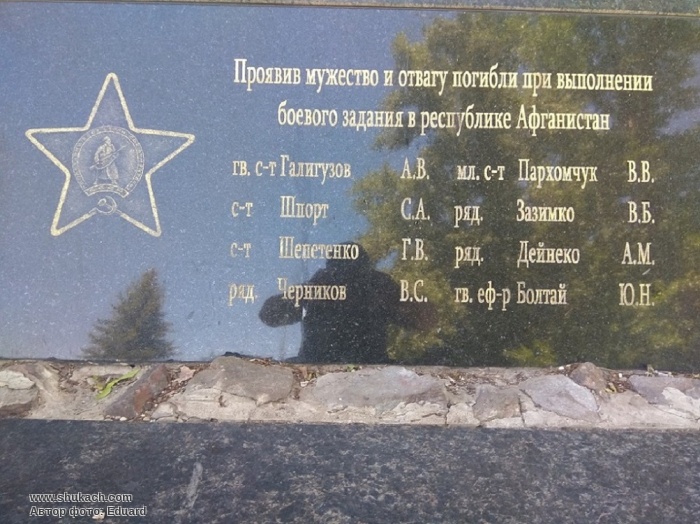 Проявив мужество и отвагу погибли при выполнении
боевого задания в республике Афганистан
гв. с-т Галигузов А.В. мл. с-т Пархомчук В.В.
с-т Шпорт С.А. ряд. Зазимко В.Б.
с-т Шепетенко Г.В. ряд. Дейнеко А.М.
ряд. Черников В.С. гв. еф-р Болтай Ю.Н.
www.shukach.com
Автор фото: Eduard